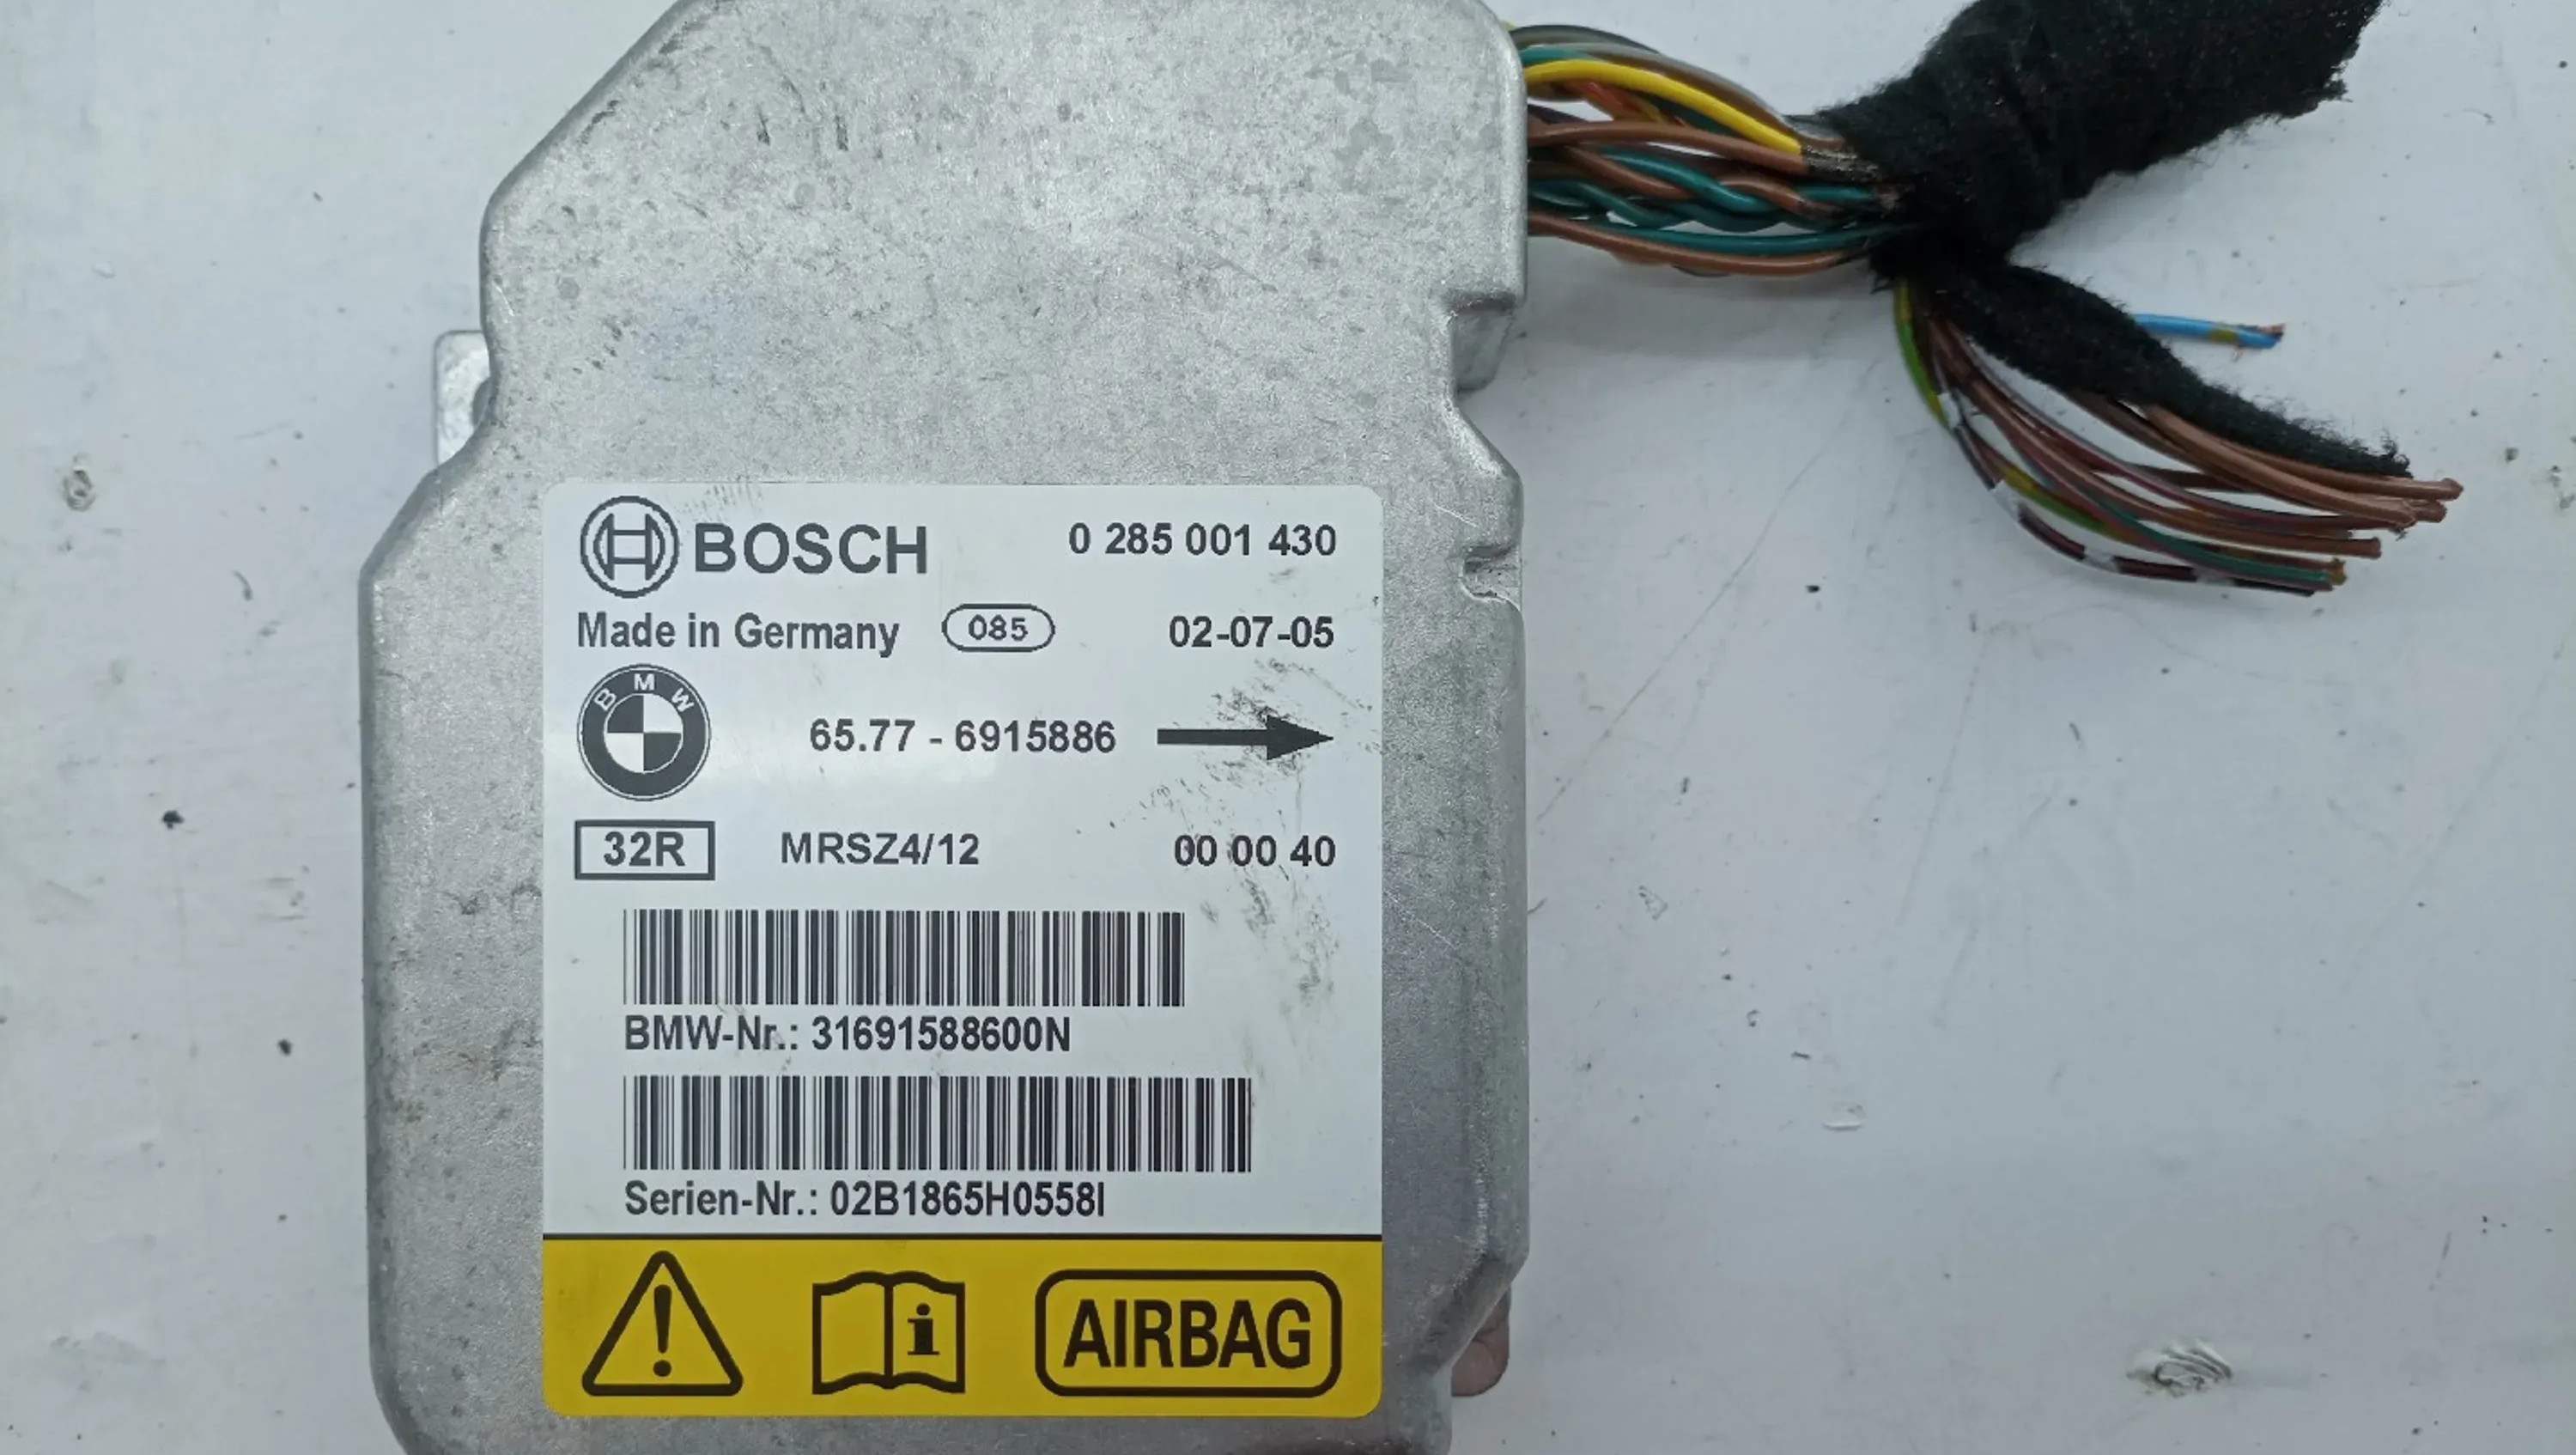 BOSCH 0 285 001 430
Made in Germany 085 02-07-05
BMW 65.77 - 6915886
32R MRSZ4/12 00 00 40
BMW-Nr.: 31691588600N
Serien-Nr.: 02B1865H0558I
! i AIRBAG